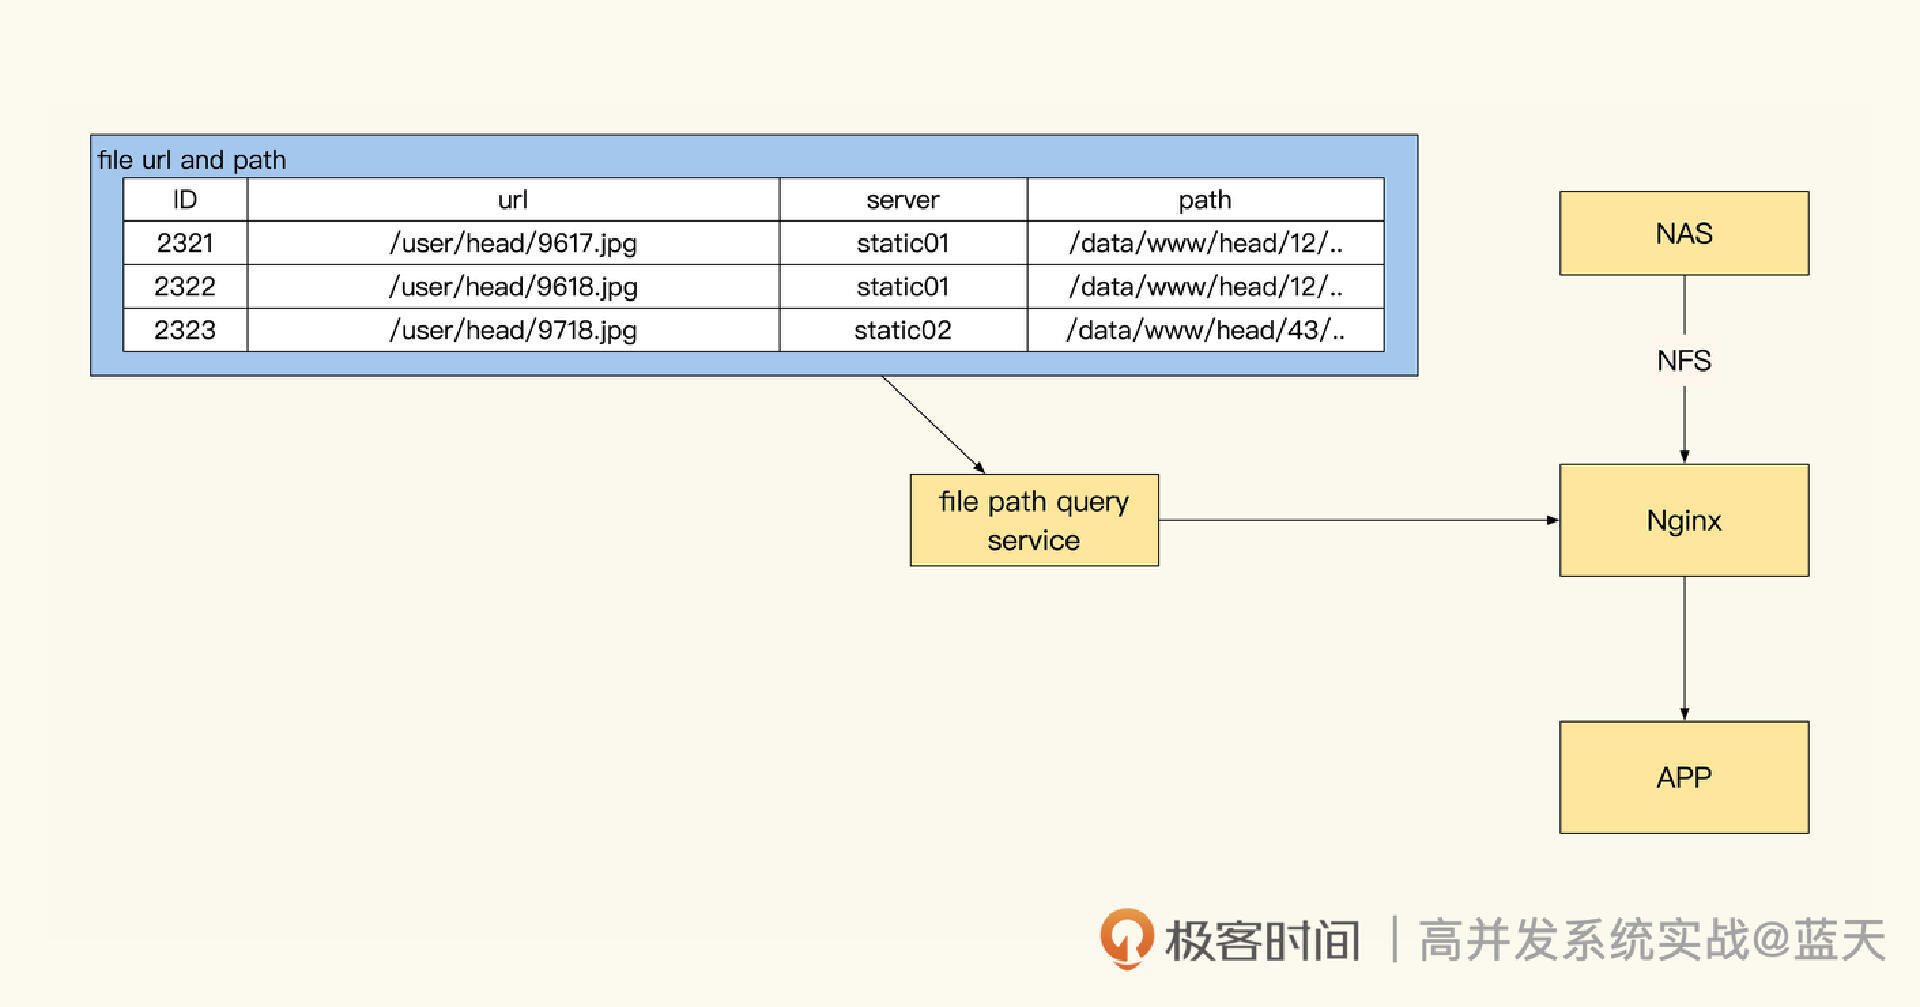 file url and path
ID url server path
2321 /user/head/9617.jpg static01 /data/www/head/12/..
2322 /user/head/9618.jpg static01 /data/www/head/12/..
2323 /user/head/9718.jpg static02 /data/www/head/43/..
NAS
NFS
file path query
service
Nginx
APP
极客时间 | 高并发系统实战@蓝天